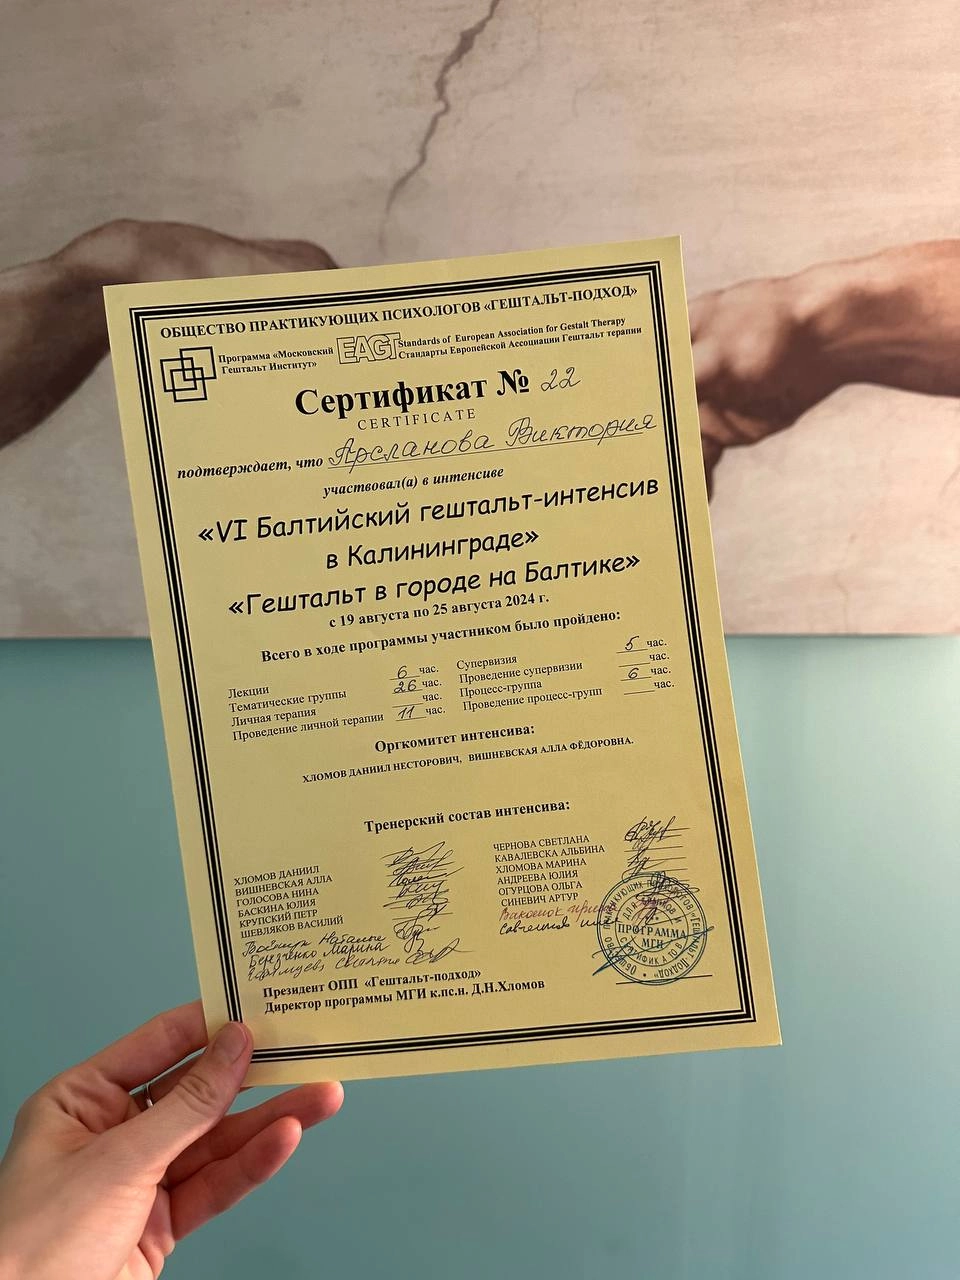 ОБЩЕСТВО ПРАКТИКУЮЩИХ ПСИХОЛОГОВ «ГЕШТАЛЬТ-ПОДХОД»
Программа «Московский
Гештальт Институт»
EAGT
Standards of European Association for Gestalt Therapy
Стандарты Европейской Ассоциации Гештальт терапии
Сертификат № 22
CERTIFICATE
подтверждает, что Арсланова Виктория
участвовал(а) в интенсиве
«VI Балтийский гештальт-интенсив
в Калининграде»
«Гештальт в городе на Балтике»
с 19 августа по 25 августа 2024 г.
Всего в ходе программы участником было пройдено:
Лекции 6 час.
Тематические группы 26 час.
Личная терапия час.
Проведение личной терапии 11 час.
Супервизия 5 час.
Проведение супервизии час.
Процесс-группа 6 час.
Проведение процесс-групп час.
Оргкомитет интенсива:
ХЛОМОВ ДАНИИЛ НЕСТОРОВИЧ, ВИШНЕВСКАЯ АЛЛА ФЁДОРОВНА.
Тренерский состав интенсива:
ХЛОМОВ ДАНИИЛ
ВИШНЕВСКАЯ АЛЛА
ГОЛОСОВА НИНА
БАСКИНА ЮЛИЯ
КРУПСКИЙ ПЕТР
ШЕВЛЯКОВ ВАСИЛИЙ
Наталья
Березченко Марина
Светлана
ЧЕРНОВА СВЕТЛАНА
КАВАЛЕВСКА АЛЬБИНА
ХЛОМОВА МАРИНА
АНДРЕЕВА ЮЛИЯ
ОГУРЦОВА ОЛЬГА
СИНЕВИЧ АРТУР
ПРОГРАММА
МГИ
Президент ОПП «Гештальт-подход»
Директор программы МГИ к.пс.н. Д.Н.Хломов